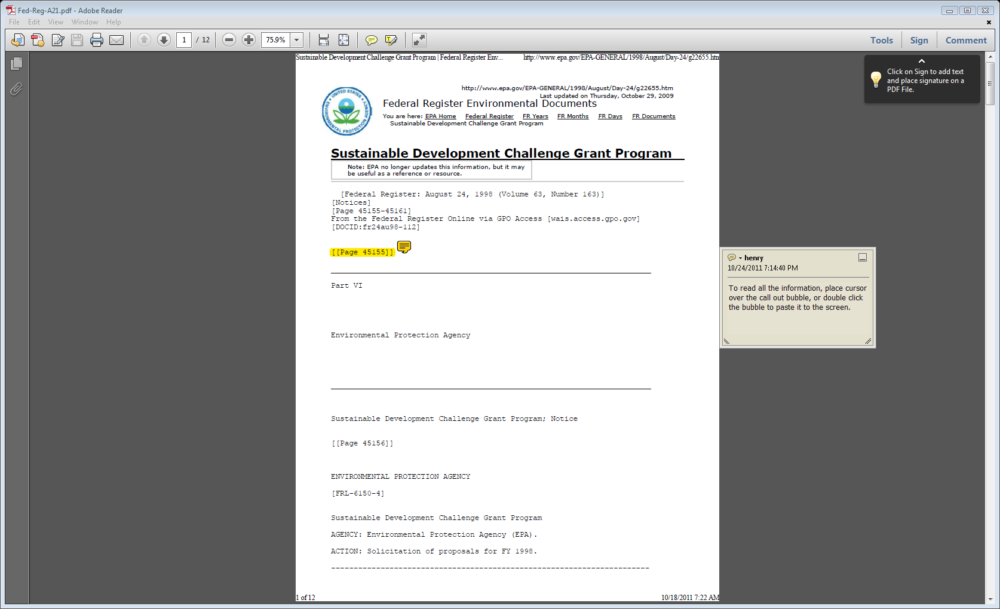 Fed-Reg-A21.pdf - Adobe Reader
File Edit View Window Help
1 / 12 75.9% Tools Sign Comment
Sustainable Development Challenge Grant Program | Federal Register Env... http://www.epa.gov/EPA-GENERAL/1998/August/Day-24/g22655.htm
Click on Sign to add text
and place signature on a
PDF File.
http://www.epa.gov/EPA-GENERAL/1998/August/Day-24/g22655.htm
Last updated on Thursday, October 29, 2009
UNITED STATES
ENVIRONMENTAL PROTECTION AGENCY
Federal Register Environmental Documents
You are here: EPA Home Federal Register FR Years FR Months FR Days FR Documents
Sustainable Development Challenge Grant Program
Sustainable Development Challenge Grant Program
Note: EPA no longer updates this information, but it may
be useful as a reference or resource.
[Federal Register: August 24, 1998 (Volume 63, Number 163)]
[Notices]
[Page 45155-45161]
From the Federal Register Online via GPO Access [wais.access.gpo.gov]
[DOCID:fr24au98-112]
[[Page 45155]]
henry
10/24/2011 7:14:40 PM
To read all the information, place cursor
over the call out bubble, or double click
the bubble to paste it to the screen.
Part VI
Environmental Protection Agency
Sustainable Development Challenge Grant Program; Notice
[[Page 45156]]
ENVIRONMENTAL PROTECTION AGENCY
[FRL-6150-4]
Sustainable Development Challenge Grant Program
AGENCY: Environmental Protection Agency (EPA).
ACTION: Solicitation of proposals for FY 1998.
-----------------------------------------------------------------------
1 of 12 10/18/2011 7:22 AM